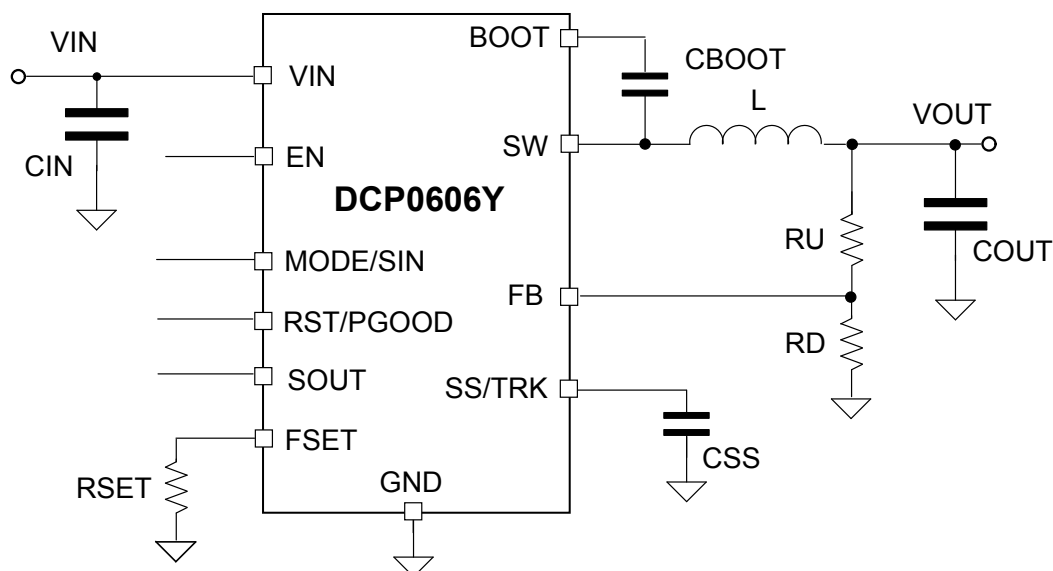 VIN
BOOT
CBOOT
VIN
L
VOUT
CIN
EN
SW
DCP0606Y
RU
COUT
MODE/SIN
FB
RST/PGOOD
RD
SOUT
SS/TRK
FSET
CSS
RSET
GND